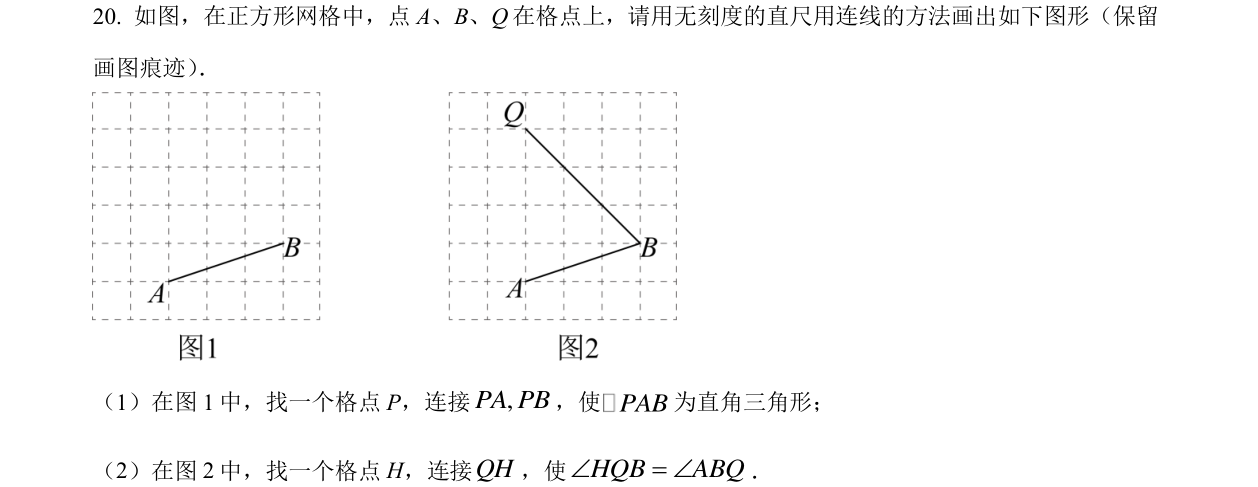 20. 如图，在正方形网格中，点 A、B、Q 在格点上，请用无刻度的直尺用连线的方法画出如下图形（保留
画图痕迹）.
Q
B
A
B
A
图1
图2
（1）在图 1 中，找一个格点 P，连接 PA, PB，使□PAB 为直角三角形；
（2）在图 2 中，找一个格点 H，连接 QH，使 ∠HQB = ∠ABQ．